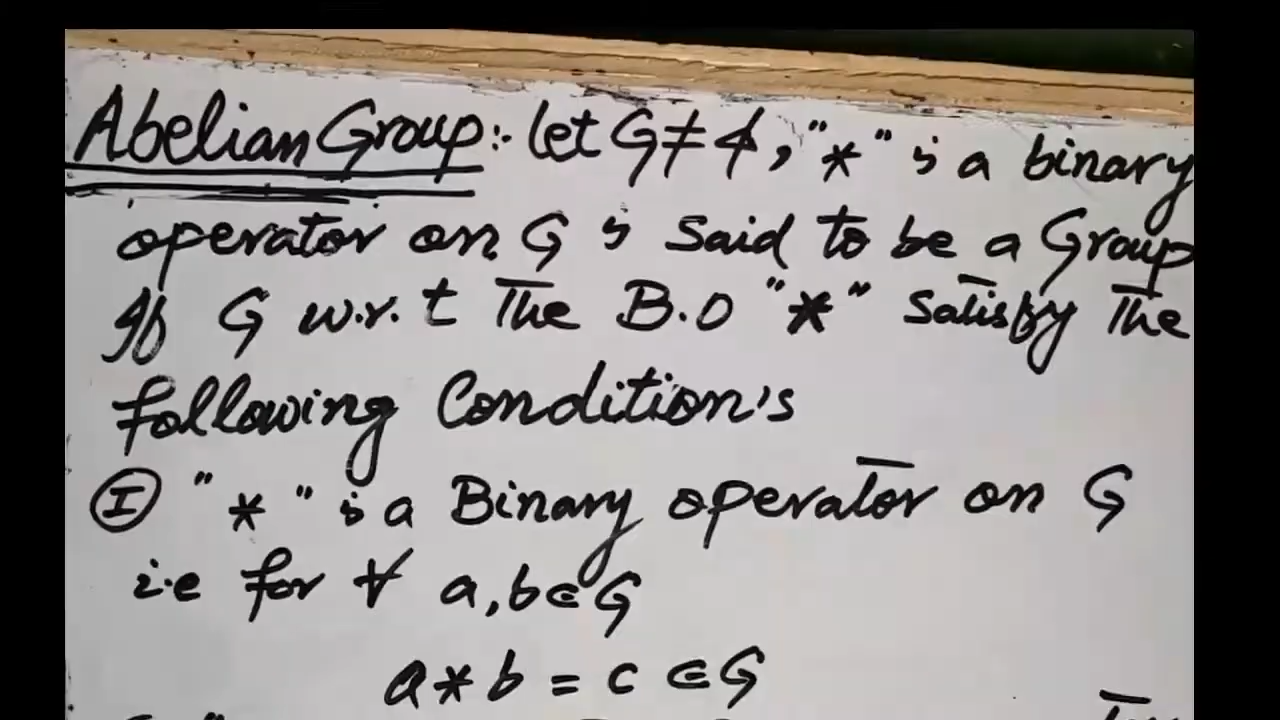 Abelian Group:- let G ≠ ϕ, "*" is a binary
operator on G is said to be a Group
If G w.r.t The B.O "*" Satisfy The
following Condition's
Ⓘ "*" is a Binary operator on G
i.e for ∀ a,b∈G
a*b = c ∈G